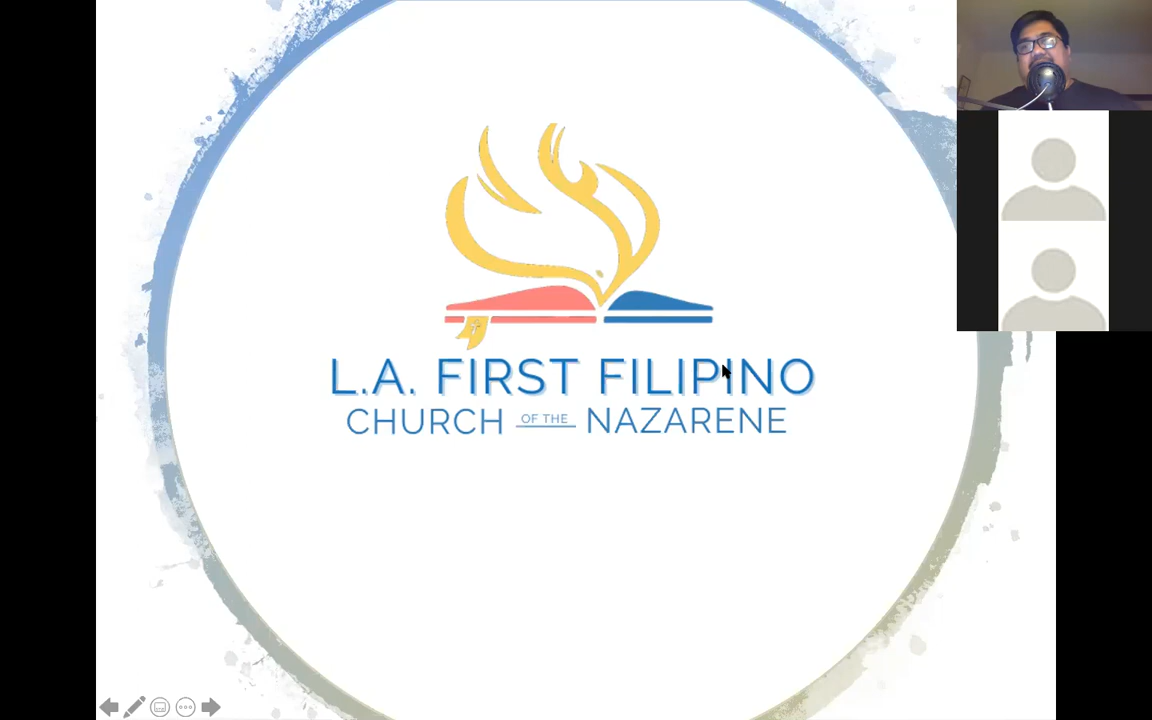 L.A. FIRST FILIPINO
CHURCH OF THE NAZARENE